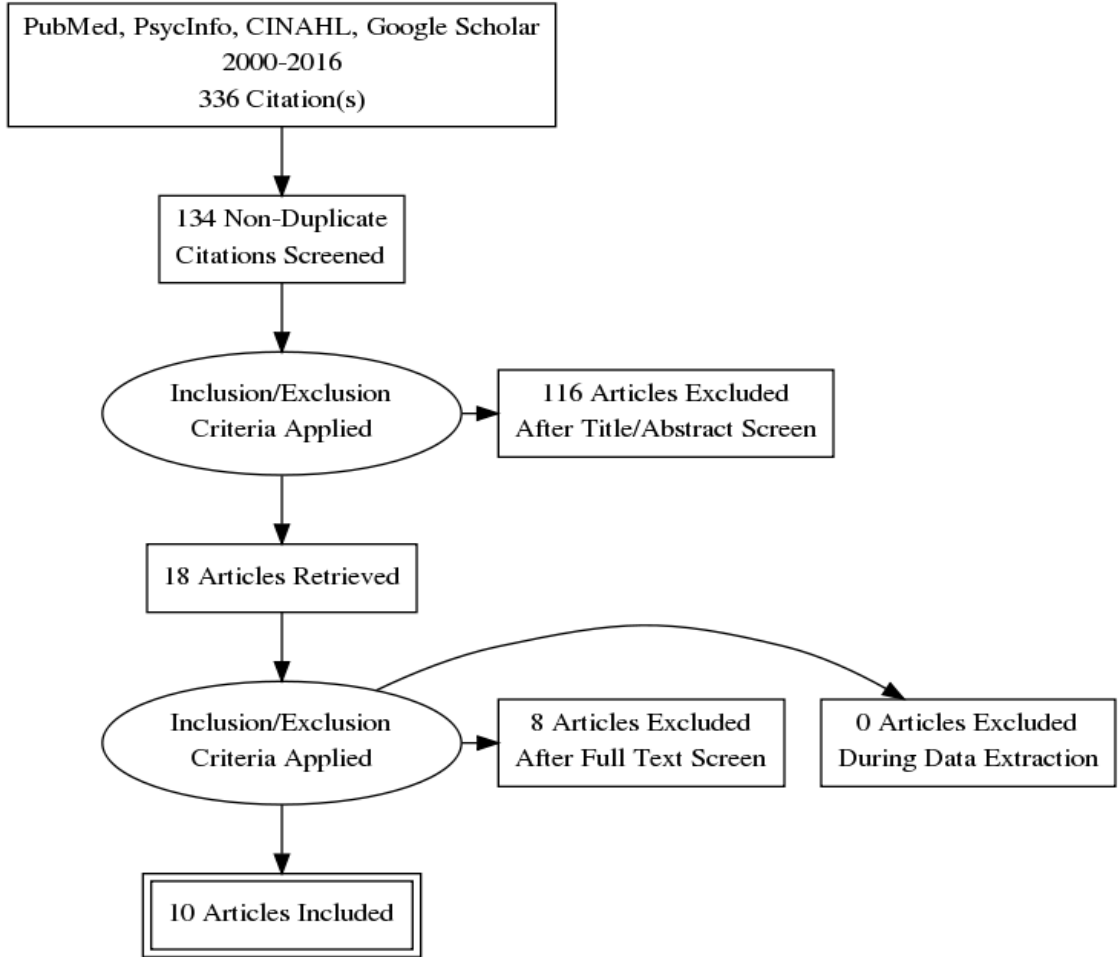 PubMed, PsycInfo, CINAHL, Google Scholar
2000-2016
336 Citation(s)
134 Non-Duplicate
Citations Screened
Inclusion/Exclusion
Criteria Applied
116 Articles Excluded
After Title/Abstract Screen
18 Articles Retrieved
Inclusion/Exclusion
Criteria Applied
8 Articles Excluded
After Full Text Screen
0 Articles Excluded
During Data Extraction
10 Articles Included